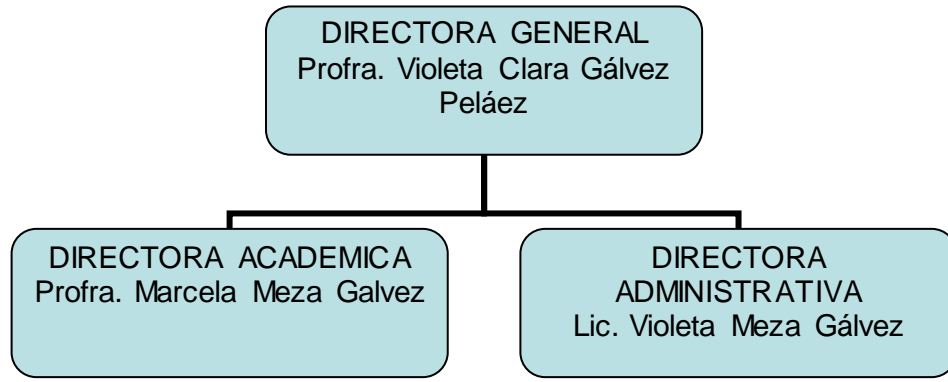 DIRECTORA GENERAL
Profra. Violeta Clara Gálvez
Peláez
DIRECTORA ACADEMICA
Profra. Marcela Meza Galvez
DIRECTORA
ADMINISTRATIVA
Lic. Violeta Meza Gálvez